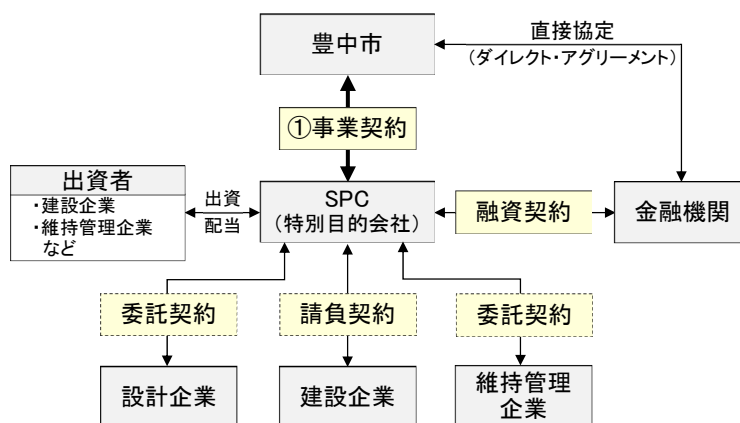 豊中市
直接協定
（ダイレクト・アグリーメント）
①事業契約
出資者
・建設企業
・維持管理企業
など
出資
配当
SPC
（特別目的会社）
融資契約
金融機関
委託契約
請負契約
委託契約
設計企業
建設企業
維持管理
企業